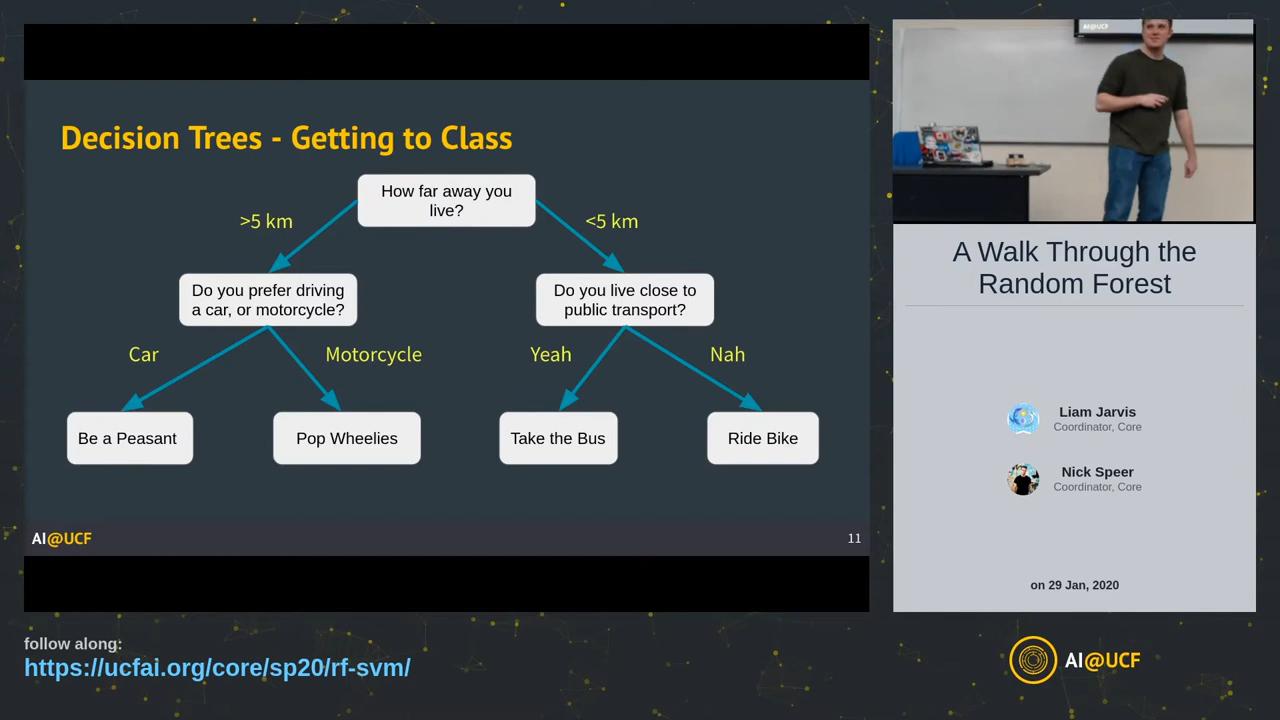 Decision Trees - Getting to Class
How far away you
live?
>5 km
<5 km
Do you prefer driving
a car, or motorcycle?
Do you live close to
public transport?
Car
Motorcycle
Yeah
Nah
Be a Peasant
Pop Wheelies
Take the Bus
Ride Bike
AI@UCF
11
AI@UCF
A Walk Through the
Random Forest
Liam Jarvis
Coordinator, Core
Nick Speer
Coordinator, Core
on 29 Jan, 2020
follow along:
https://ucfai.org/core/sp20/rf-svm/
AI@UCF